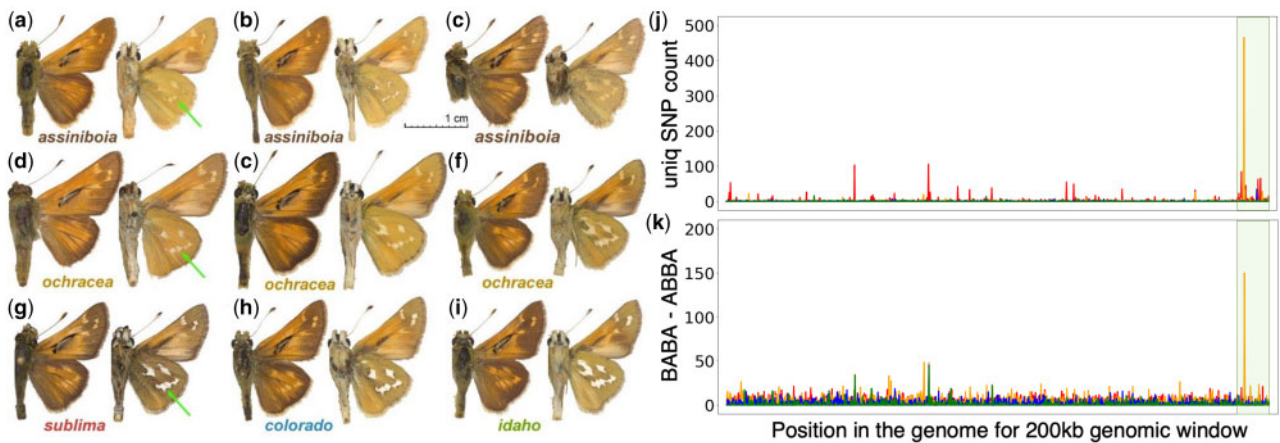 (a)
(b)
(c)
assiniboia
assiniboia
1 cm
assiniboia
(d)
(c)
(f)
ochracea
ochracea
ochracea
(g)
(h)
(i)
sublima
colorado
idaho
(j)
uniq SNP count
500
400
300
200
100
0
(k)
BABA - ABBA
200
150
100
50
0
Position in the genome for 200kb genomic window